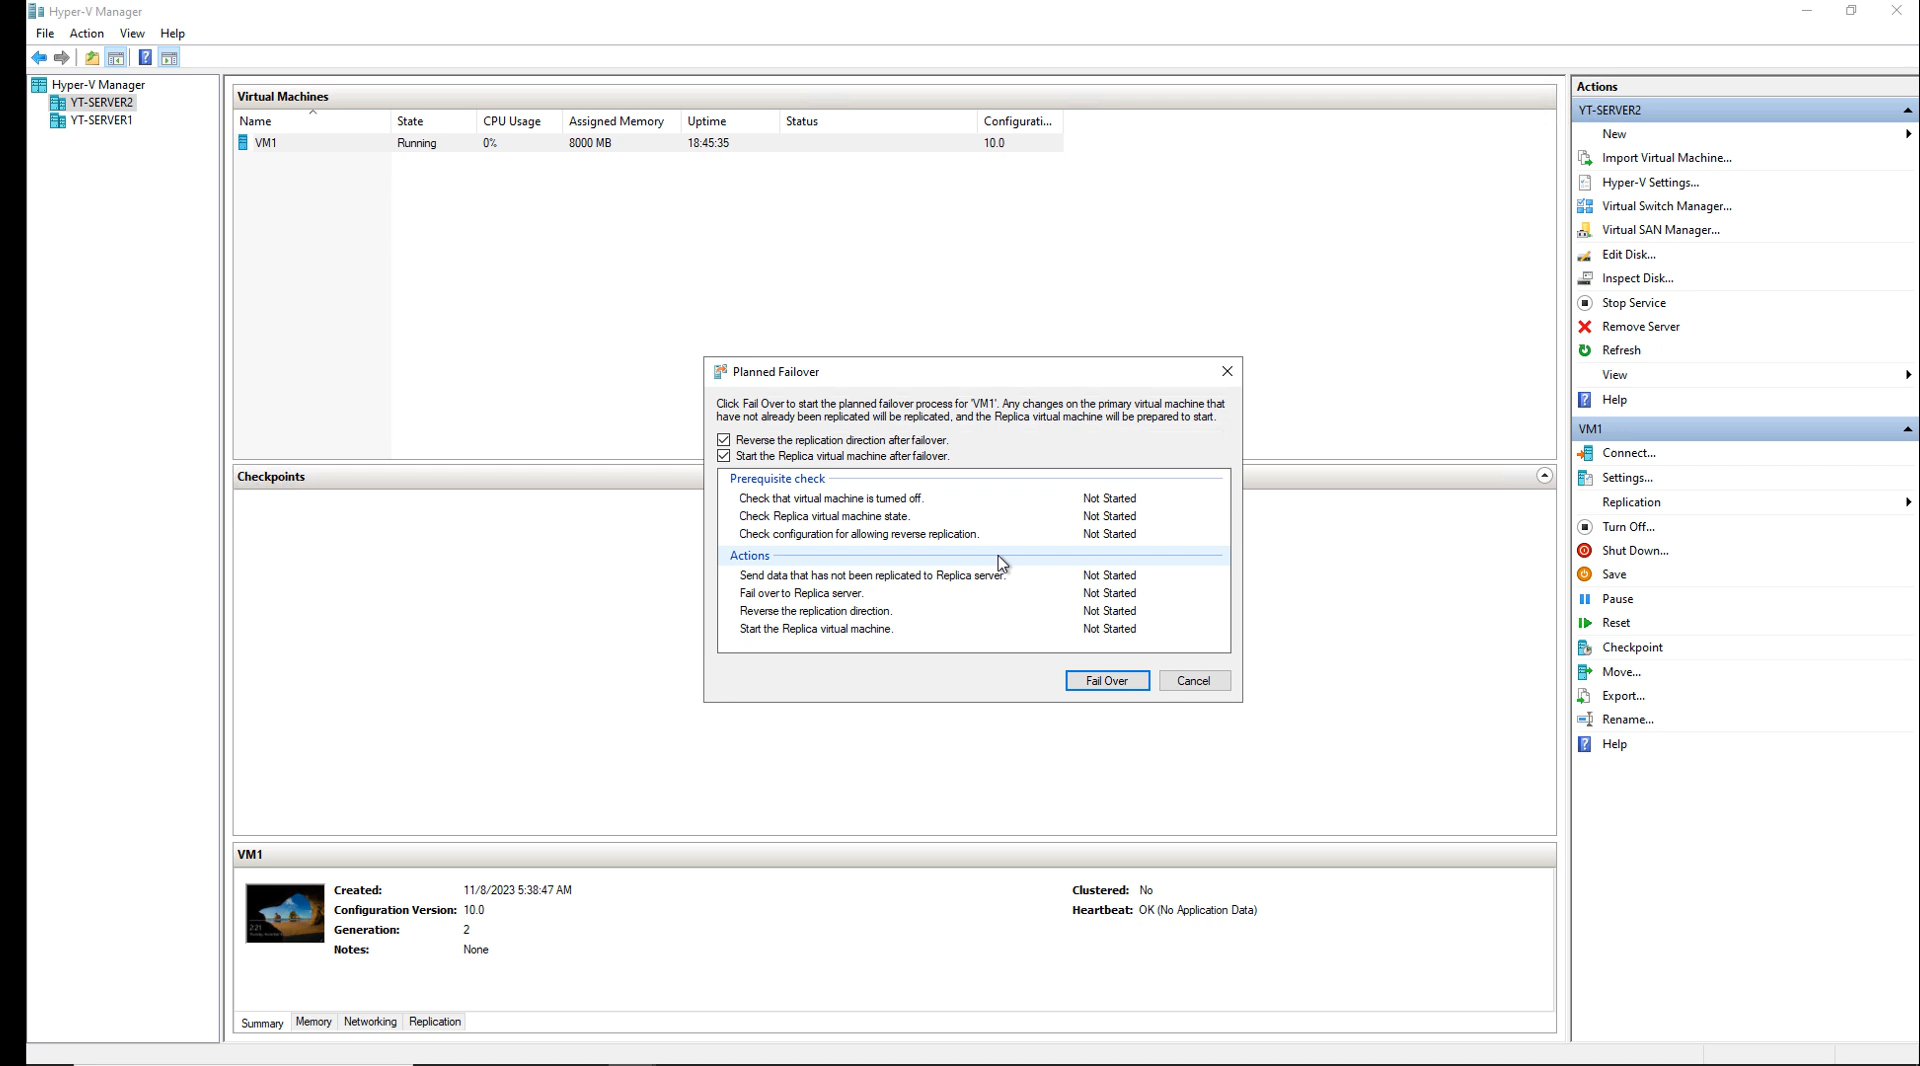 Hyper-V Manager
File Action View Help
Hyper-V Manager
YT-SERVER2
YT-SERVER1
Virtual Machines
Name State CPU Usage Assigned Memory Uptime Status Configurati...
VM1 Running 0% 8000 MB 18:45:35 10.0
Planned Failover
Click Fail Over to start the planned failover process for 'VM1'. Any changes on the primary virtual machine that
have not already been replicated will be replicated, and the Replica virtual machine will be prepared to start.
Reverse the replication direction after failover.
Start the Replica virtual machine after failover.
Prerequisite check
Check that virtual machine is turned off. Not Started
Check Replica virtual machine state. Not Started
Check configuration for allowing reverse replication. Not Started
Actions
Send data that has not been replicated to Replica server. Not Started
Fail over to Replica server. Not Started
Reverse the replication direction. Not Started
Start the Replica virtual machine. Not Started
Fail Over Cancel
Checkpoints
VM1
Created: 11/8/2023 5:38:47 AM Clustered: No
Configuration Version: 10.0 Heartbeat: OK (No Application Data)
Generation: 2
Notes: None
2:21
Summary Memory Networking Replication
Actions
YT-SERVER2
New
Import Virtual Machine...
Hyper-V Settings...
Virtual Switch Manager...
Virtual SAN Manager...
Edit Disk...
Inspect Disk...
Stop Service
Remove Server
Refresh
View
Help
VM1
Connect...
Settings...
Replication
Turn Off...
Shut Down...
Save
Pause
Reset
Checkpoint
Move...
Export...
Rename...
Help